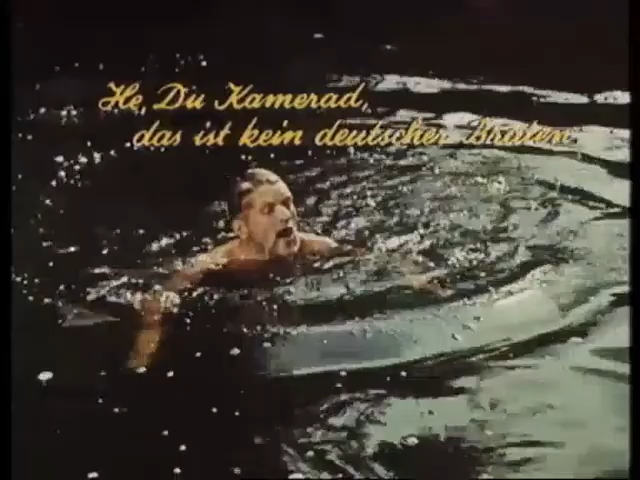 He, Du Kamerad,
das ist kein deutscher Braten